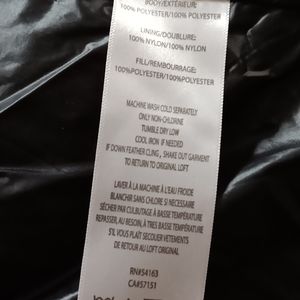 BODY/EXTÉRIEUR:
100% POLYESTER/100% POLYESTER
LINING/DOUBLURE:
100% NYLON/100% NYLON
FILL/REMBOURRAGE:
100%POLYESTER/100%POLYESTER
MACHINE WASH COLD SEPARATELY
ONLY NON-CHLORINE
TUMBLE DRY LOW
COOL IRON IF NEEDED
IF DOWN FEATHER CLING , SHAKE OUT GARMENT
TO RETURN TO ORIGINAL LOFT
LAVER À LA MACHINE À L'EAU FROIDE
BLANCHIR SANS CHLORE SI NÉCESSAIRE
SÉCHER PAR CULBUTAGE À BASSE TEMPÉRATURE
REPASSER, AU BESOIN, À TRÈS BASSE TEMPÉRATURE
S'IL VOUS PLAÎT SECOUER VETEMENTS
DE RETOUR AU LOFT ORIGINAL
RN#54163
CA#57151